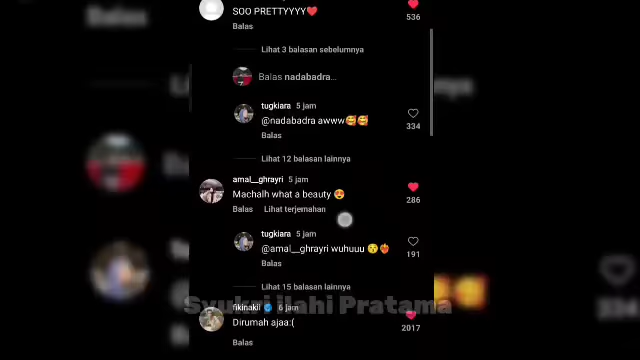 SOO PRETTYYYY❤️
536
Balas
Lihat 3 balasan sebelumnya
Balas nadabadra...
tugkiara 5 jam
@nadabadra awww🥰🥰
334
Balas
Lihat 12 balasan lainnya
amal__ghrayri 5 jam
Machalh what a beauty 😍
286
Balas Lihat terjemahan
tugkiara 5 jam
@amal__ghrayri wuhuuu 😚❤️‍🔥
191
Balas
Lihat 15 balasan lainnya
Syukri ilahi Pratama
fikinakii 6 jam
Dirumah ajaa:(
2017
Balas